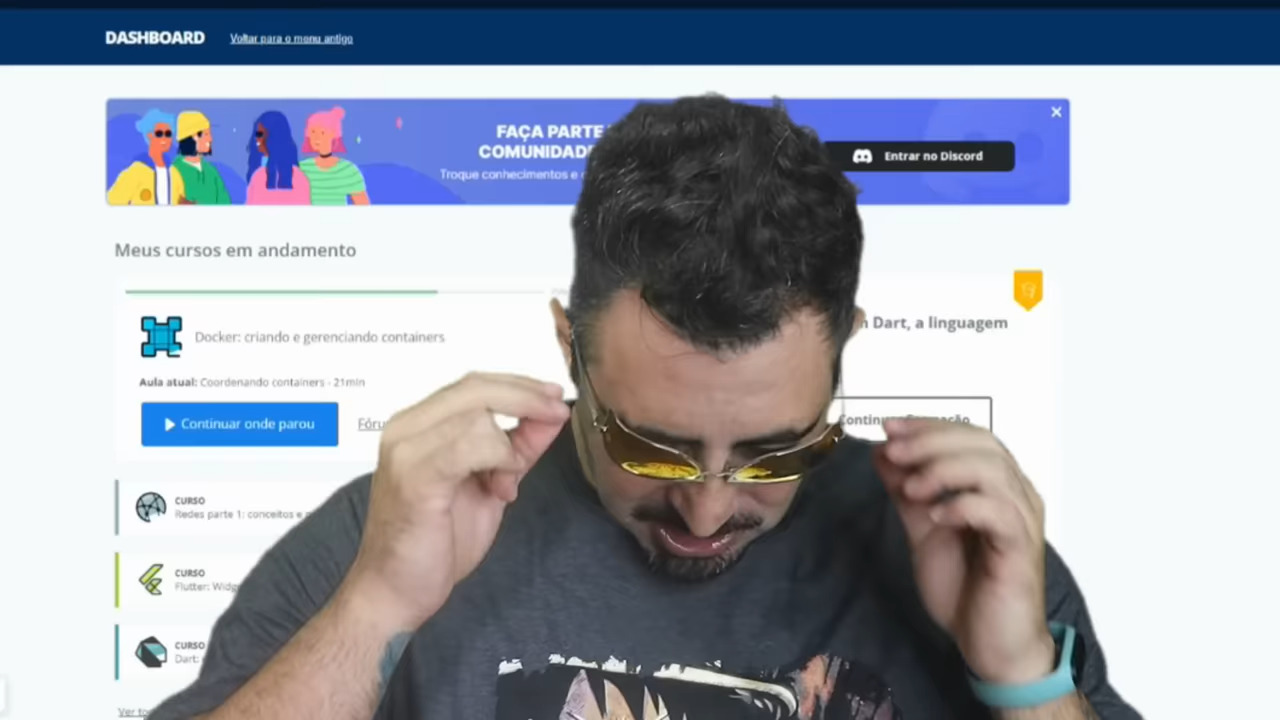 DASHBOARD
Voltar para o menu antigo
FAÇA PARTE
COMUNIDADE
Troque conhecimentos e
Entrar no Discord
Meus cursos em andamento
Docker: criando e gerenciando containers
Dart, a linguagem
Aula atual: Coordenando containers - 21min
Continuar onde parou
CURSO
Redes parte 1: conceitos e
CURSO
Flutter:
CURSO
Dart:
Ver